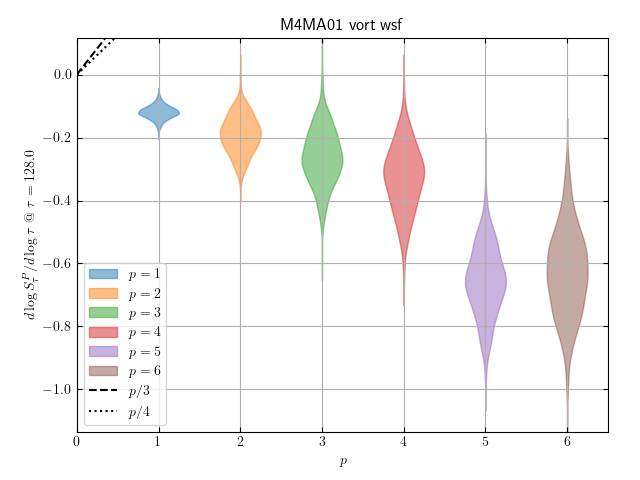 M4MA01 vort wsf
d log S_τ^P / d log τ @ τ = 128.0
0.0
−0.2
−0.4
−0.6
−0.8
−1.0
p = 1
p = 2
p = 3
p = 4
p = 5
p = 6
p/3
p/4
0 1 2 3 4 5 6
p